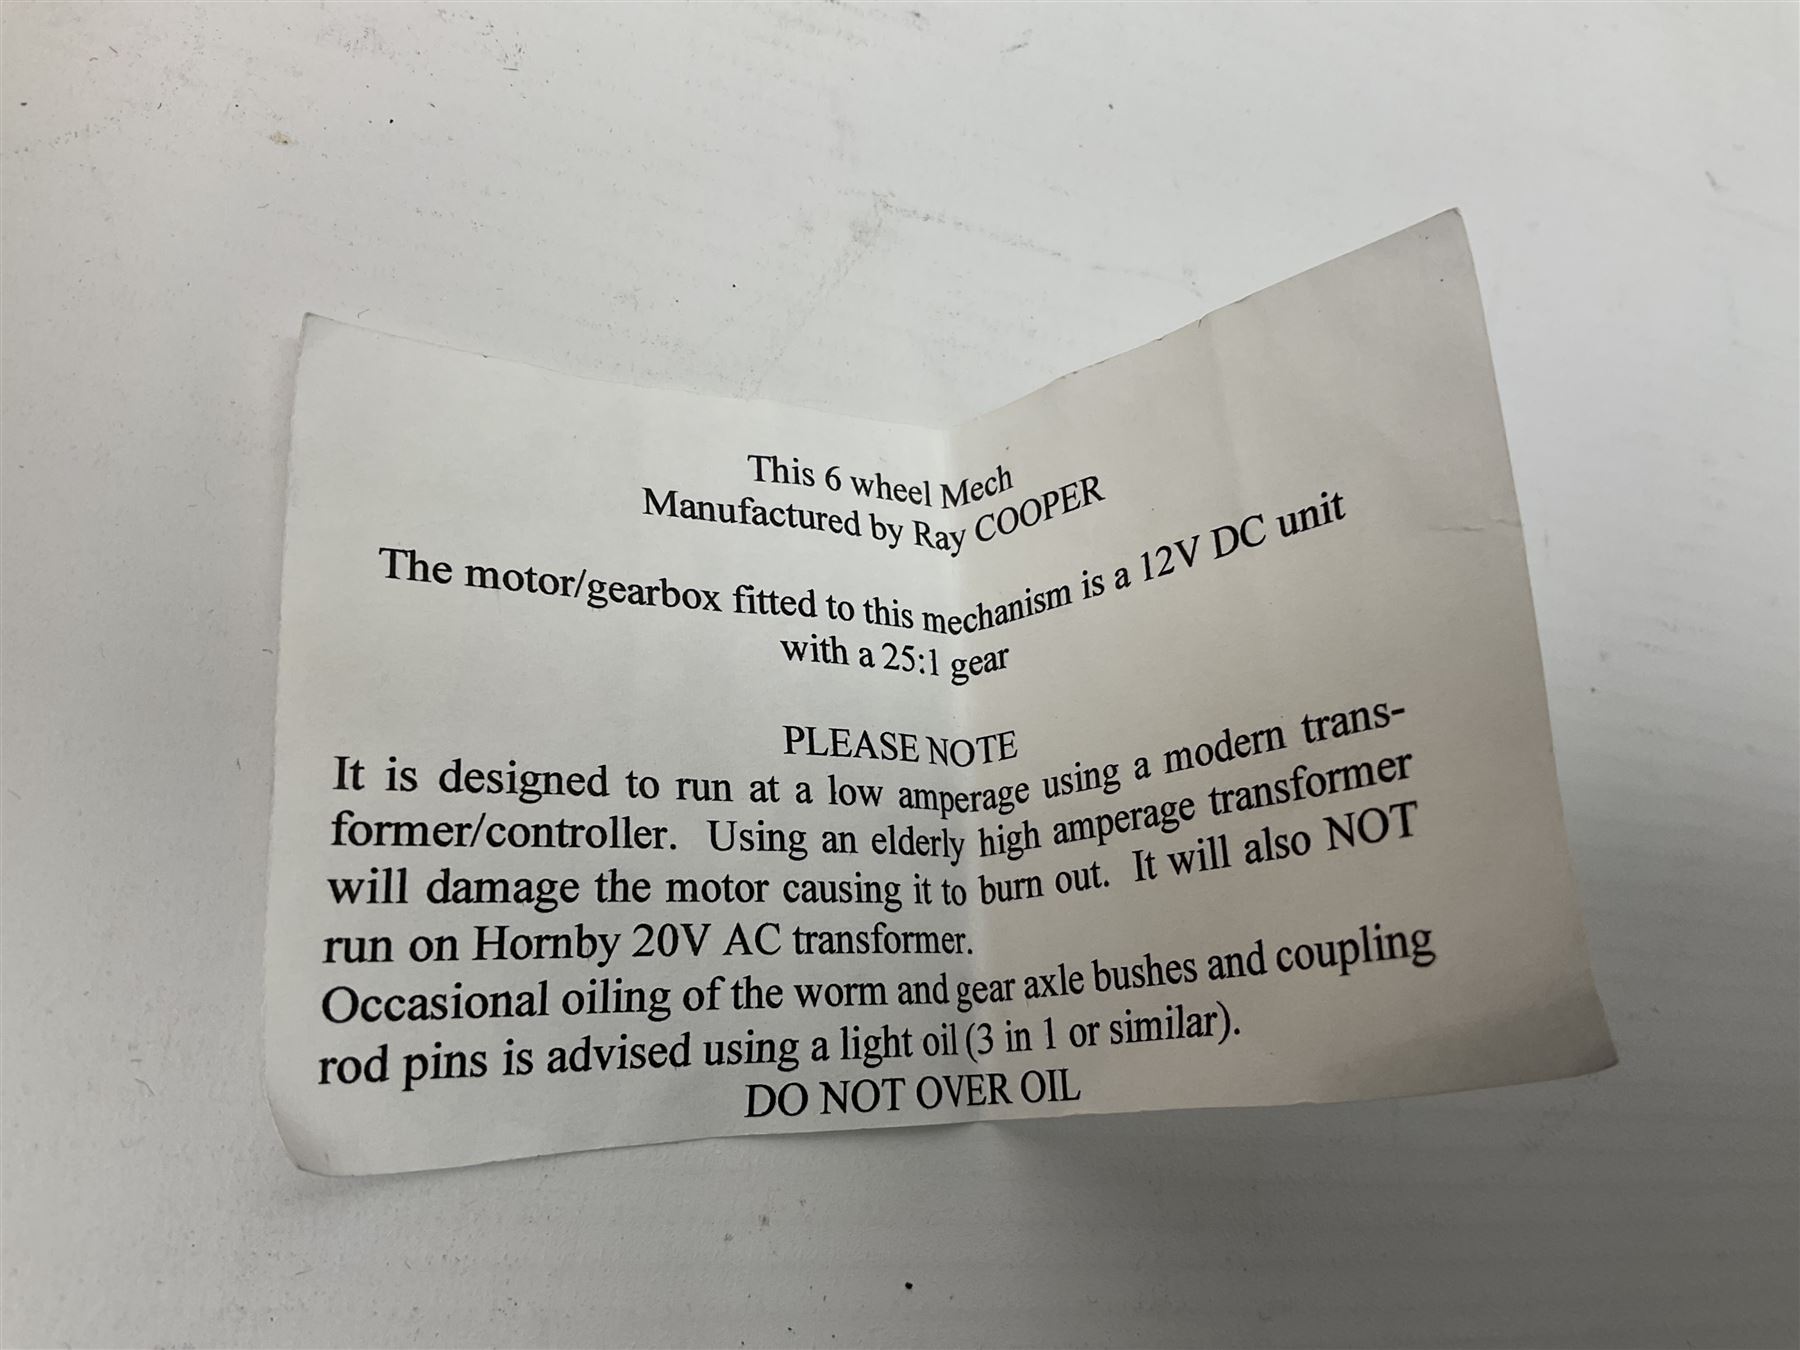 This 6 wheel Mech
Manufactured by Ray COOPER
The motor/gearbox fitted to this mechanism is a 12V DC unit
with a 25:1 gear
PLEASE NOTE
It is designed to run at a low amperage using a modern trans-
former/controller. Using an elderly high amperage transformer
will damage the motor causing it to burn out. It will also NOT
run on Hornby 20V AC transformer.
Occasional oiling of the worm and gear axle bushes and coupling
rod pins is advised using a light oil (3 in 1 or similar).
DO NOT OVER OIL